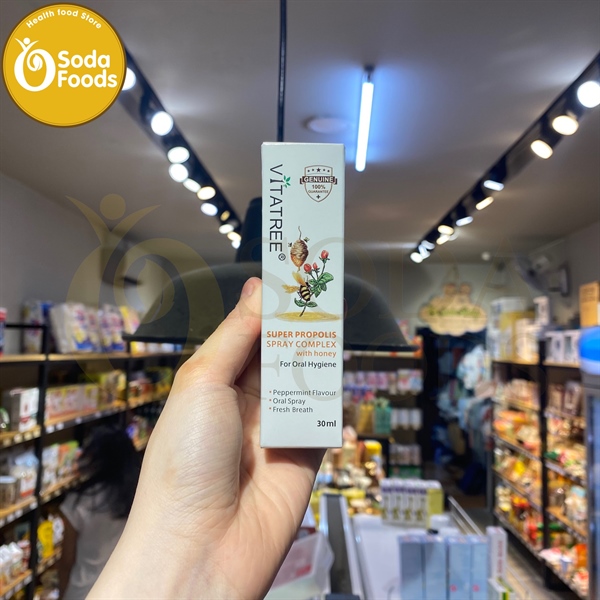 Health food Store
Soda
Foods
VITATREE®
GENUINE
100%
GUARANTEE
SUPER PROPOLIS
SPRAY COMPLEX
with honey
For Oral Hygiene
* Peppermint Flavour
* Oral Spray
* Fresh Breath
30ml